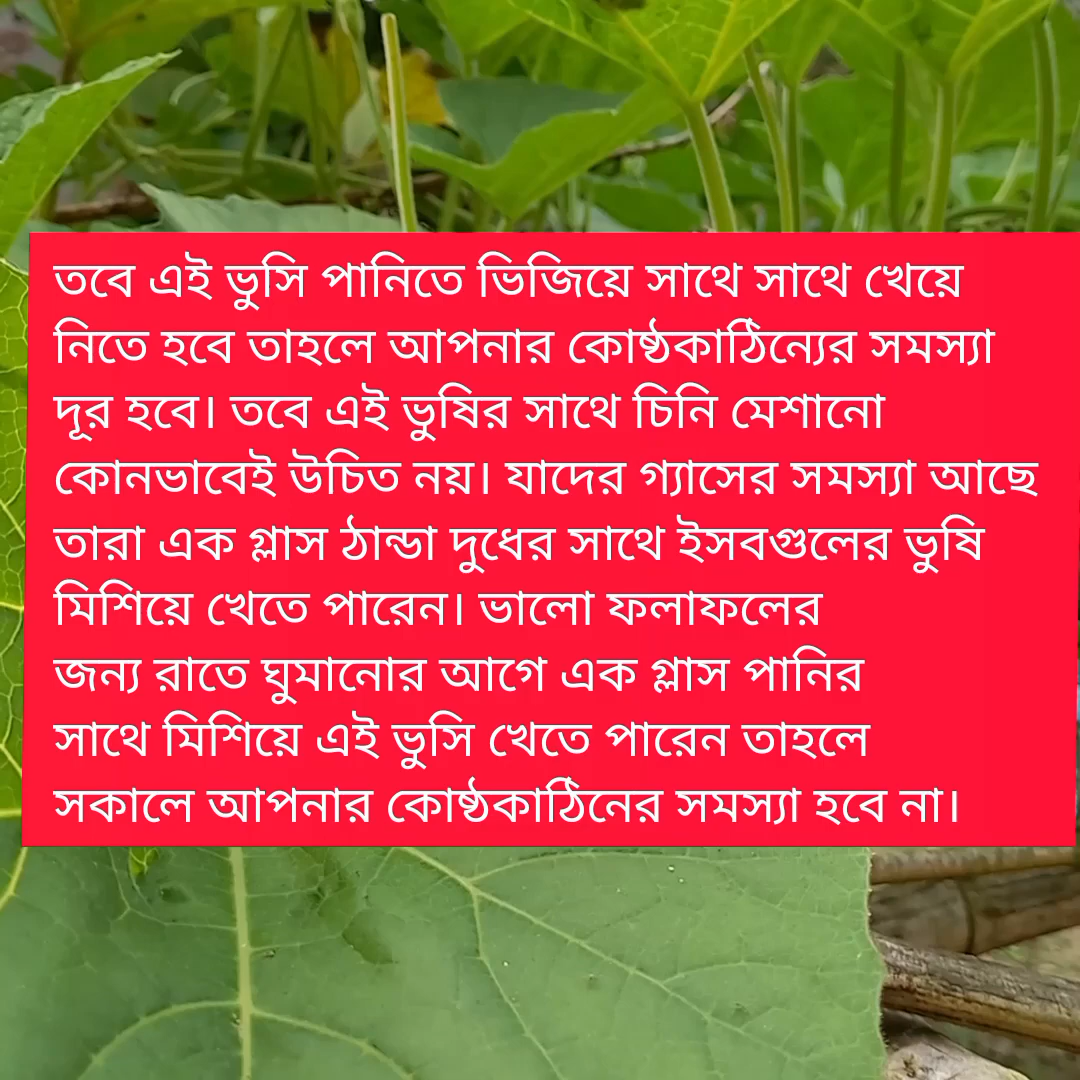 তবে এই ভুসি পানিতে ভিজিয়ে সাথে সাথে খেয়ে
নিতে হবে তাহলে আপনার কোষ্ঠকাঠিন্যের সমস্যা
দূর হবে। তবে এই ভুষির সাথে চিনি মেশানো
কোনভাবেই উচিত নয়। যাদের গ্যাসের সমস্যা আছে
তারা এক গ্লাস ঠান্ডা দুধের সাথে ইসবগুলের ভুষি
মিশিয়ে খেতে পারেন। ভালো ফলাফলের
জন্য রাতে ঘুমানোর আগে এক গ্লাস পানির
সাথে মিশিয়ে এই ভুসি খেতে পারেন তাহলে
সকালে আপনার কোষ্ঠকাঠিনের সমস্যা হবে না।